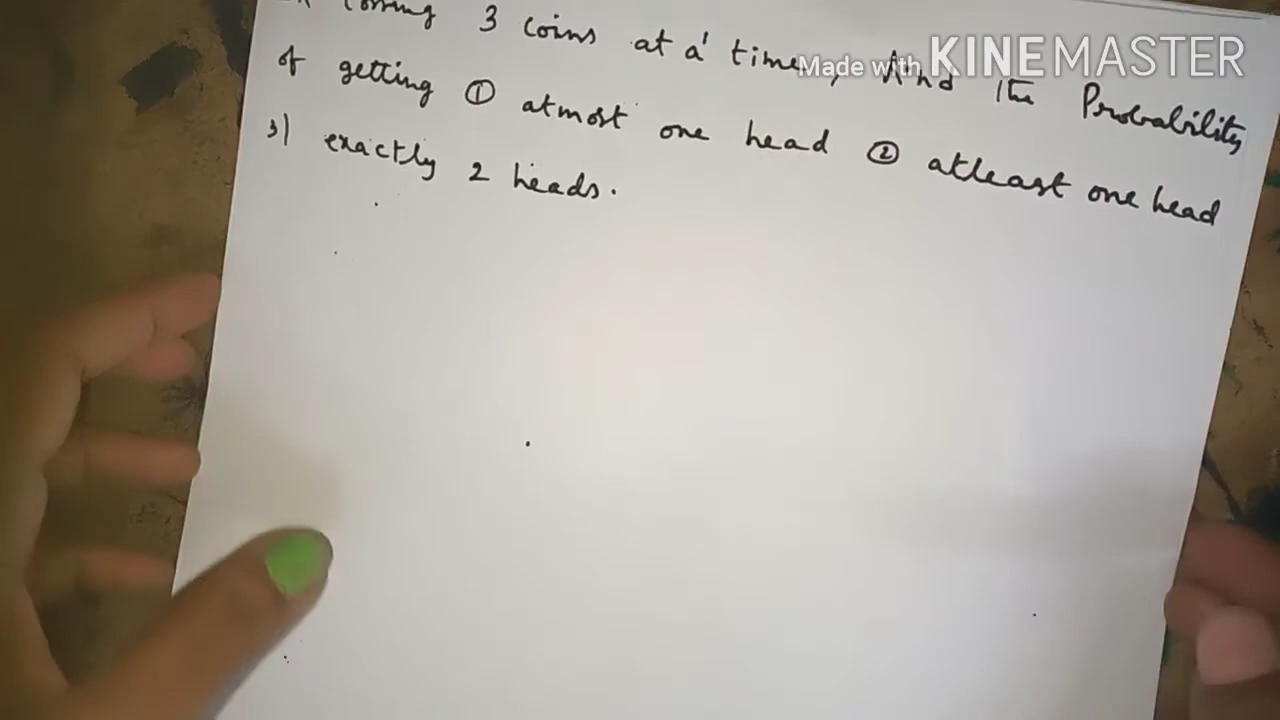 tossing 3 coins at a time, find the Probability
of getting ① atmost one head ② atleast one head
3) exactly 2 heads.
Made with KINEMASTER